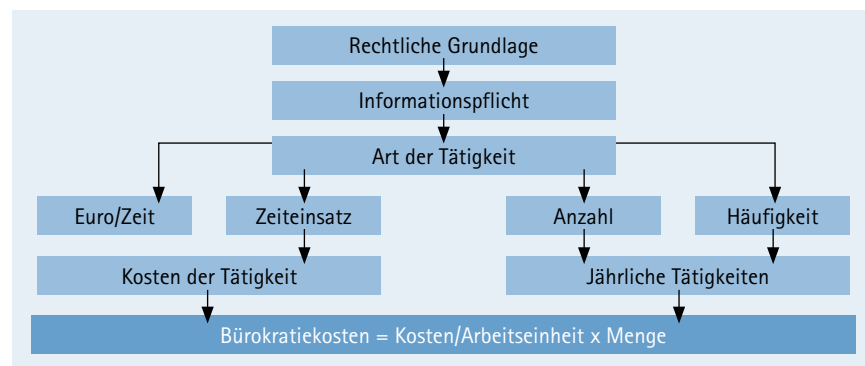 Rechtliche Grundlage
Informationspflicht
Art der Tätigkeit
Euro/Zeit
Zeiteinsatz
Anzahl
Häufigkeit
Kosten der Tätigkeit
Jährliche Tätigkeiten
Bürokratiekosten = Kosten/Arbeitseinheit x Menge